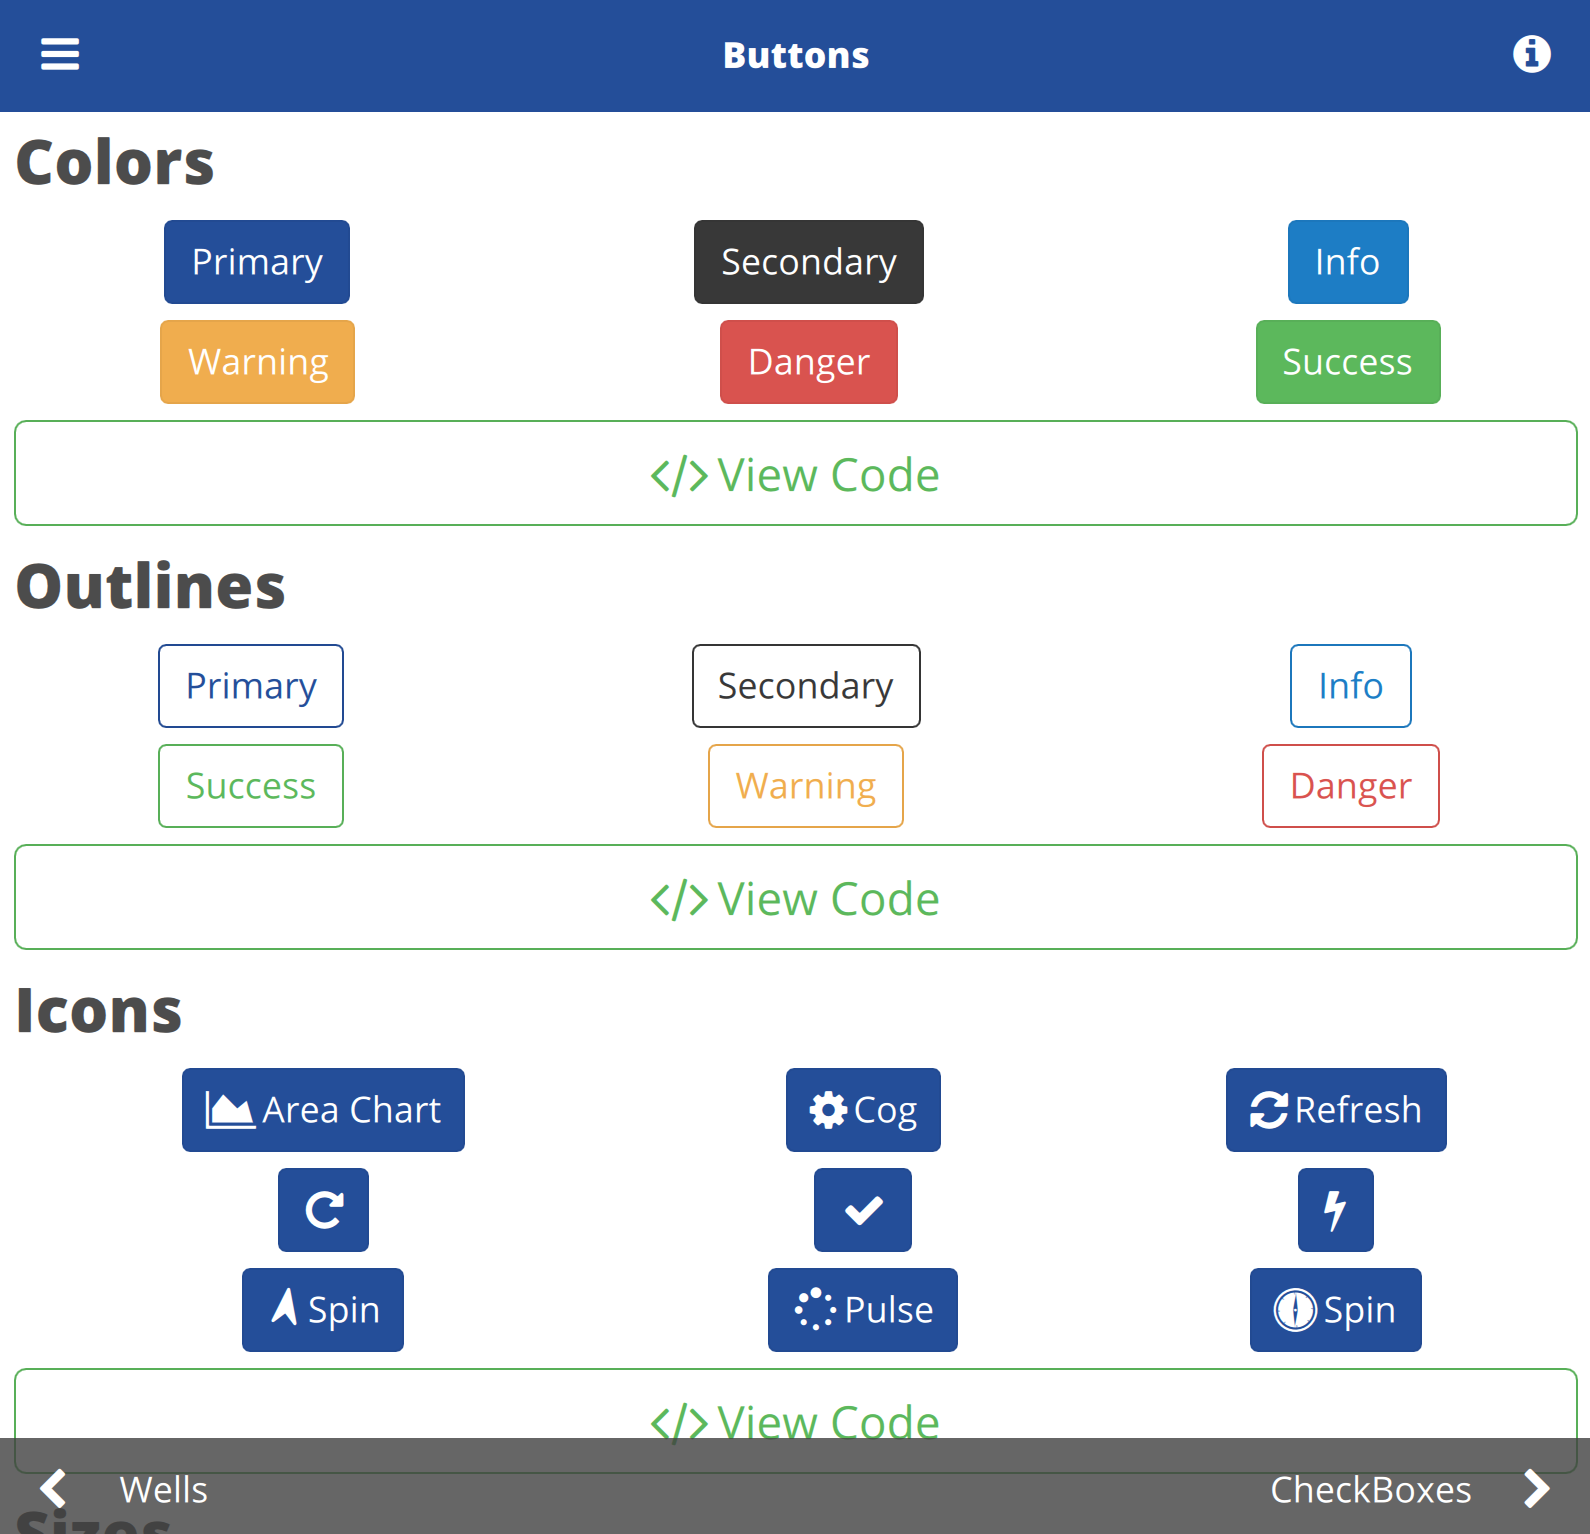 Buttons
Colors
Primary Secondary Info
Warning Danger Success
View Code
Outlines
Primary Secondary Info
Success Warning Danger
View Code
Icons
Area Chart Cog Refresh
Spin Pulse Spin
View Code
Wells CheckBoxes
Sizes